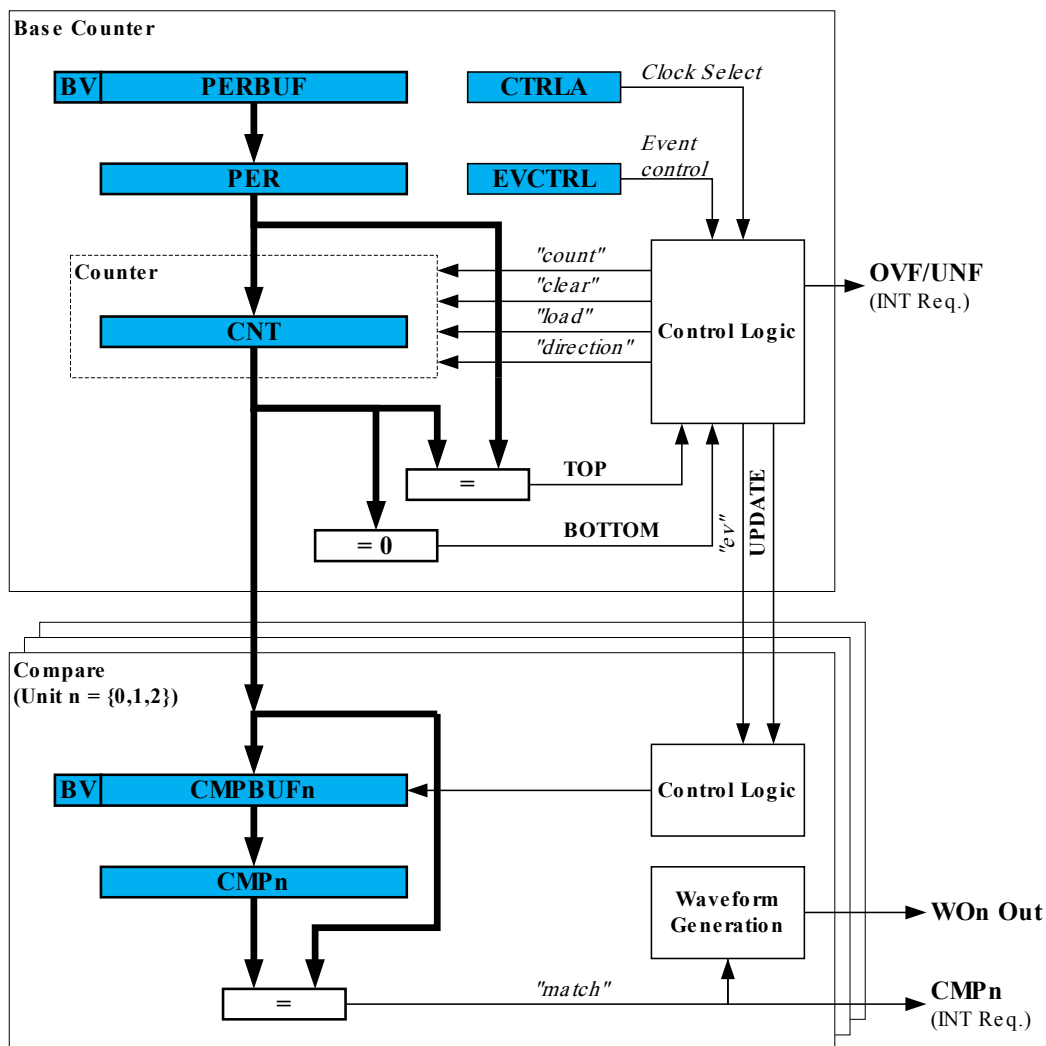 Base Counter
BV PERBUF
CTRLA
Clock Select
PER
EVCTRL
Event
control
Counter
CNT
"count"
"clear"
"load"
"direction"
Control Logic
OVF/UNF
(INT Req.)
=
TOP
= 0
BOTTOM
"ev"
UPDATE
Compare
(Unit n = {0,1,2})
BV CMPBUFn
Control Logic
CMPn
Waveform
Generation
WOn Out
=
"match"
CMPn
(INT Req.)